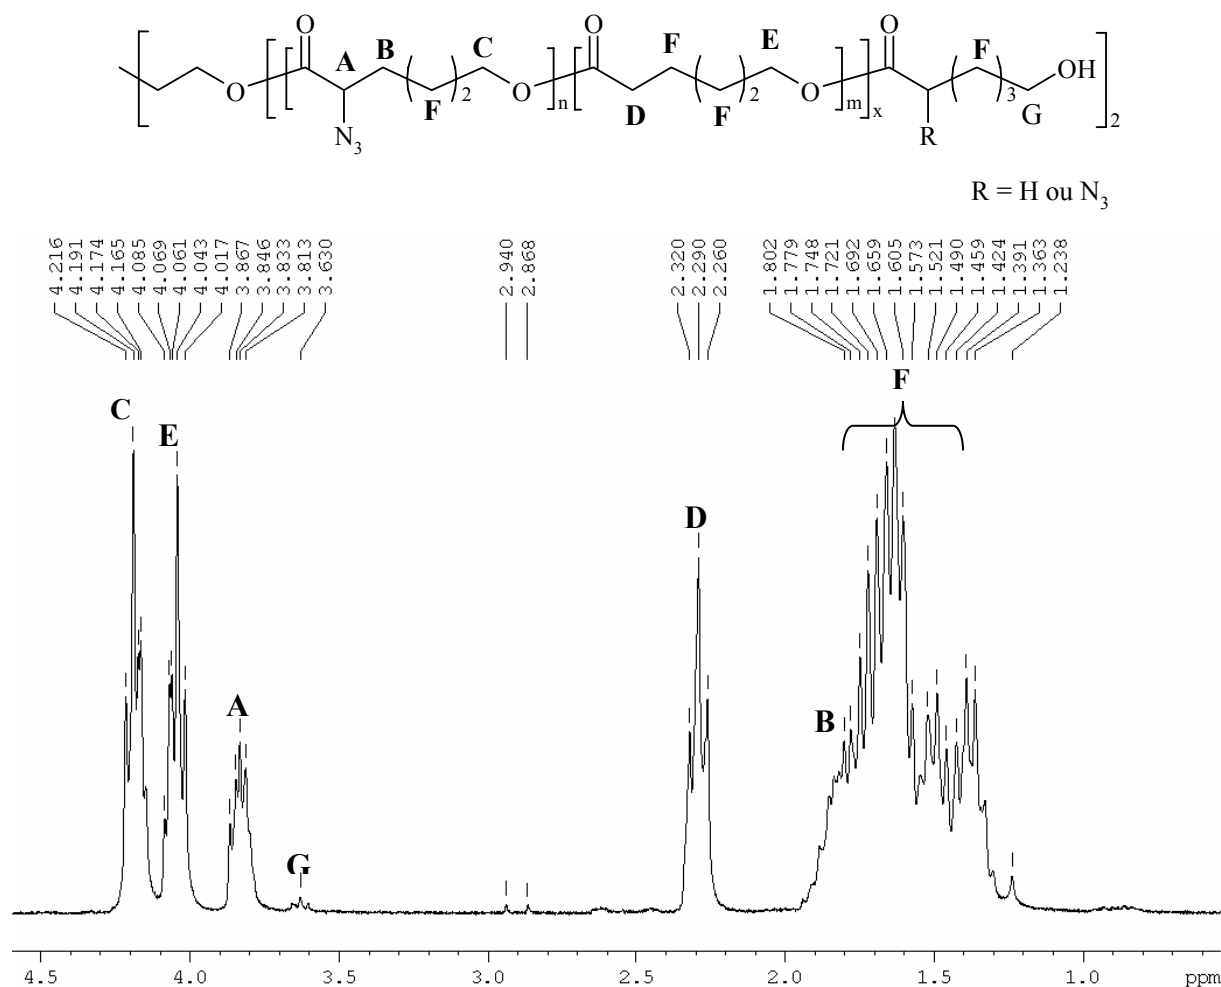 O O O
A B C F E F OH
O ( )2 O ]n ( )2 O ]m ]x ( )3 ]2
F D F G
N3 R
R = H ou N3
4.216 4.191 4.174 4.165 4.085 4.069 4.061 4.043 4.017 3.867 3.846 3.833 3.813 3.630 2.940 2.868 2.320 2.290 2.260 1.802 1.779 1.748 1.721 1.692 1.659 1.605 1.573 1.521 1.490 1.459 1.424 1.391 1.363 1.238
F
C
E
D
A
B
G
4.5 4.0 3.5 3.0 2.5 2.0 1.5 1.0 ppm